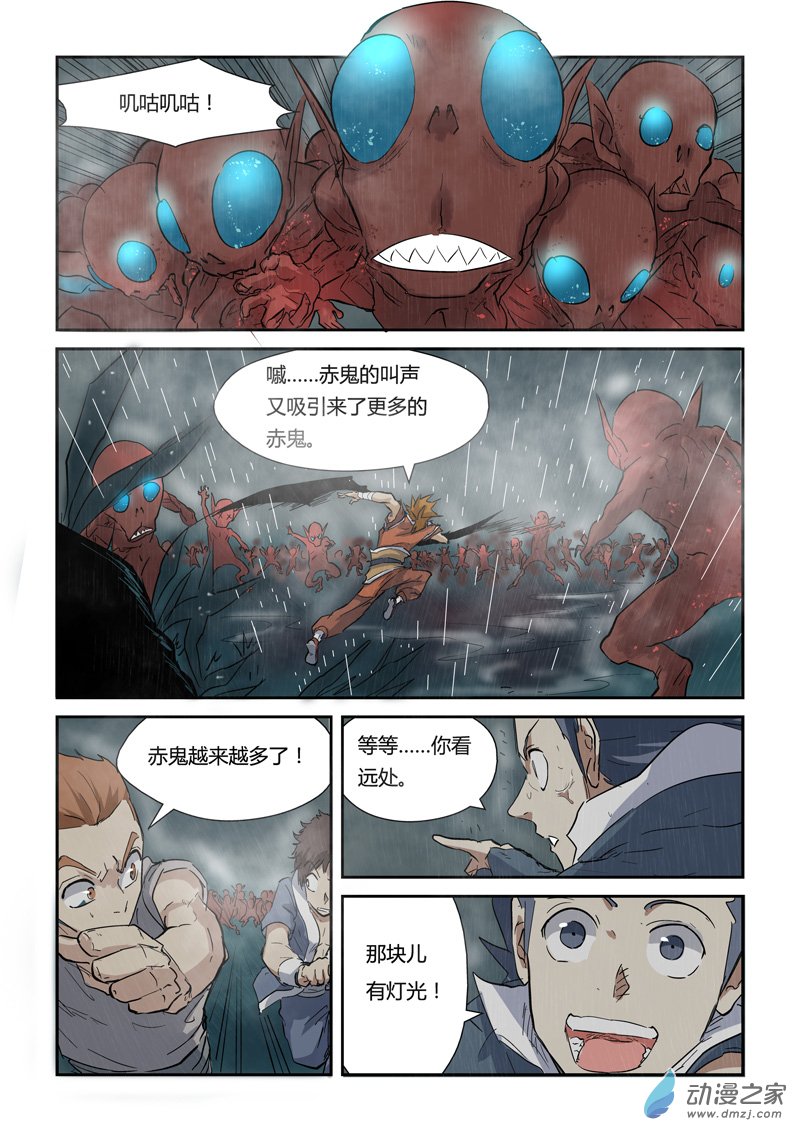 叽咕叽咕！
嘁……赤鬼的叫声
又吸引来了更多的
赤鬼。
赤鬼越来越多了！
等等……你看
远处。
那块儿
有灯光！
动漫之家
www.dmzj.com